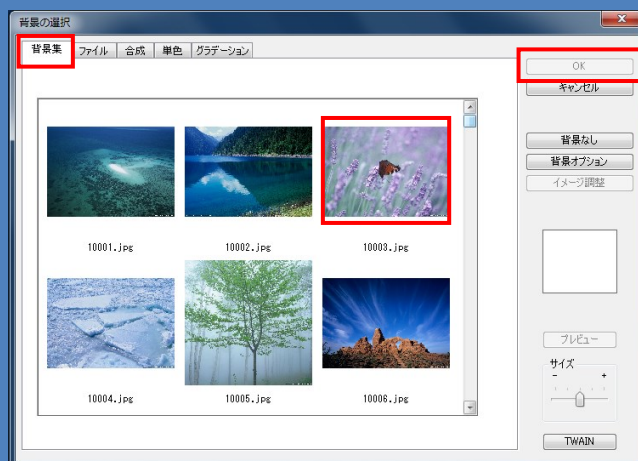 背景の選択
背景集 ファイル 合成 単色 グラデーション
OK
キャンセル
背景なし
背景オプション
イメージ調整
10001.jpg 10002.jpg 10003.jpg
10004.jpg 10005.jpg 10006.jpg
プレビュー
サイズ
- +
TWAIN